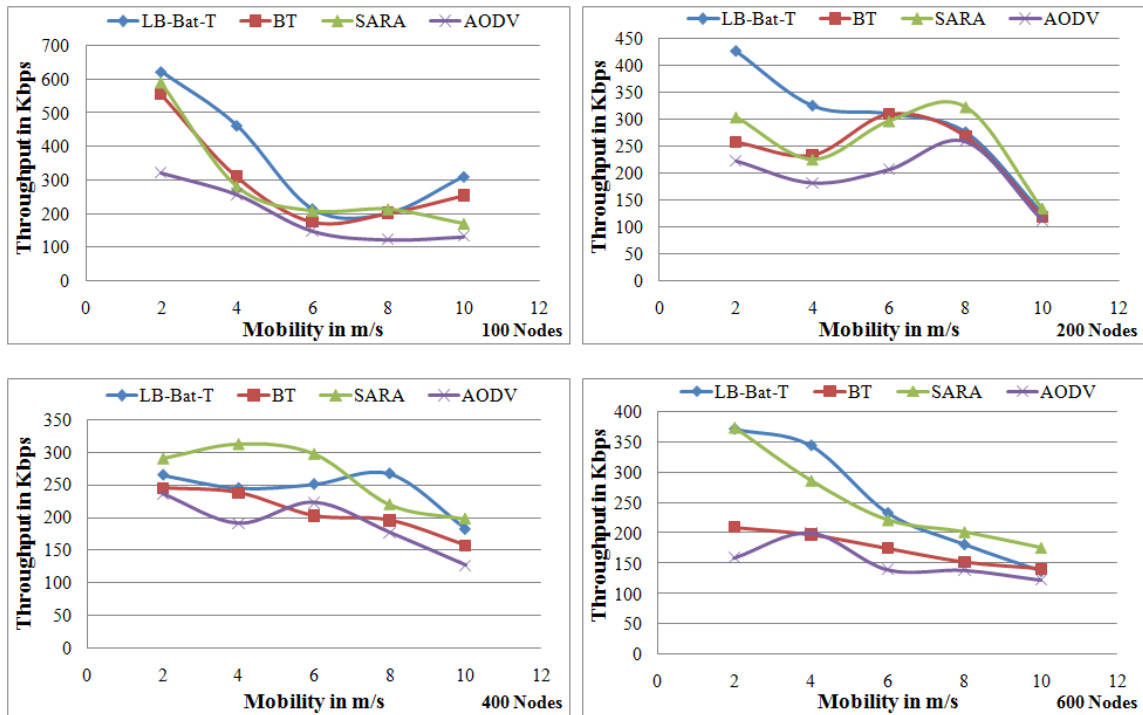 LB-Bat-T BT SARA AODV
Throughput in Kbps
700
600
500
400
300
200
100
0
0 2 4 6 8 10 12
Mobility in m/s
100 Nodes
LB-Bat-T BT SARA AODV
Throughput in Kbps
450
400
350
300
250
200
150
100
50
0
0 2 4 6 8 10 12
Mobility in m/s
200 Nodes
LB-Bat-T BT SARA AODV
Throughput in Kbps
350
300
250
200
150
100
50
0
0 2 4 6 8 10 12
Mobility in m/s
400 Nodes
LB-Bat-T BT SARA AODV
Throughput in Kbps
400
350
300
250
200
150
100
50
0
0 2 4 6 8 10 12
Mobility in m/s
600 Nodes